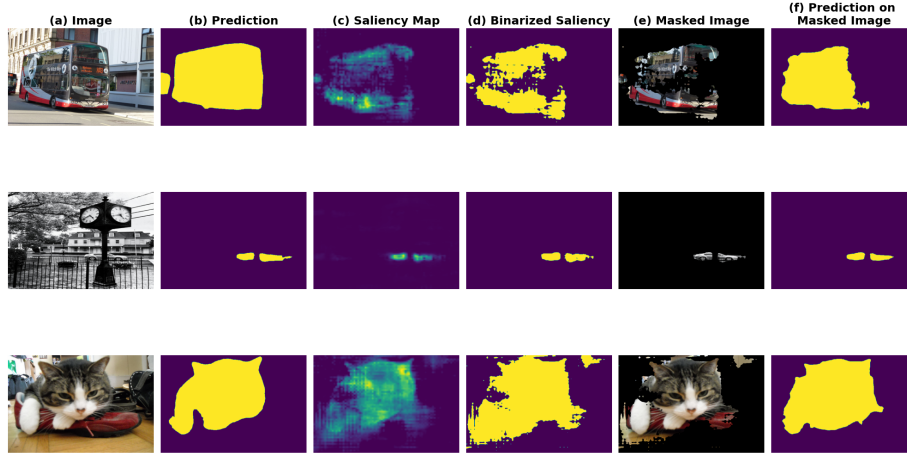 (a) Image
(b) Prediction
(c) Saliency Map
(d) Binarized Saliency
(e) Masked Image
(f) Prediction on
Masked Image